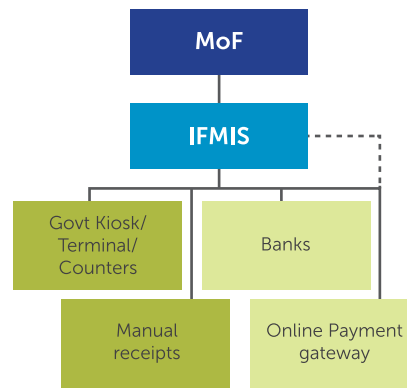 MoF
IFMIS
Govt Kiosk/
Terminal/
Counters
Banks
Manual
receipts
Online Payment
gateway